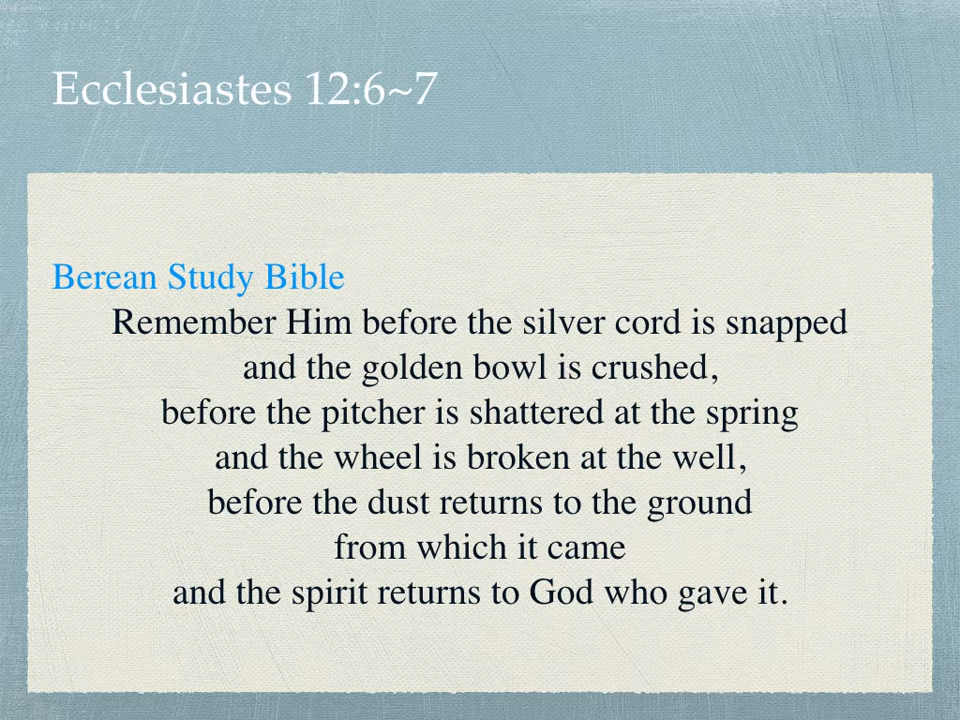 Ecclesiastes 12:6~7
Berean Study Bible
Remember Him before the silver cord is snapped
and the golden bowl is crushed,
before the pitcher is shattered at the spring
and the wheel is broken at the well,
before the dust returns to the ground
from which it came
and the spirit returns to God who gave it.